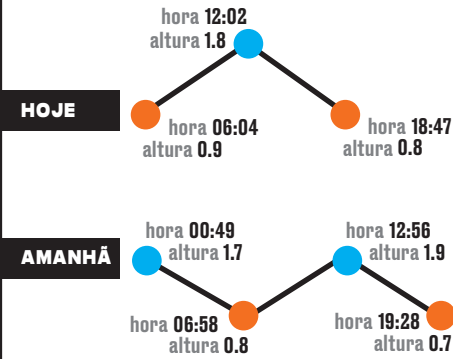 hora 12:02
altura 1.8
HOJE
hora 06:04
altura 0.9
hora 18:47
altura 0.8
AMANHÃ
hora 00:49
altura 1.7
hora 12:56
altura 1.9
hora 06:58
altura 0.8
hora 19:28
altura 0.7